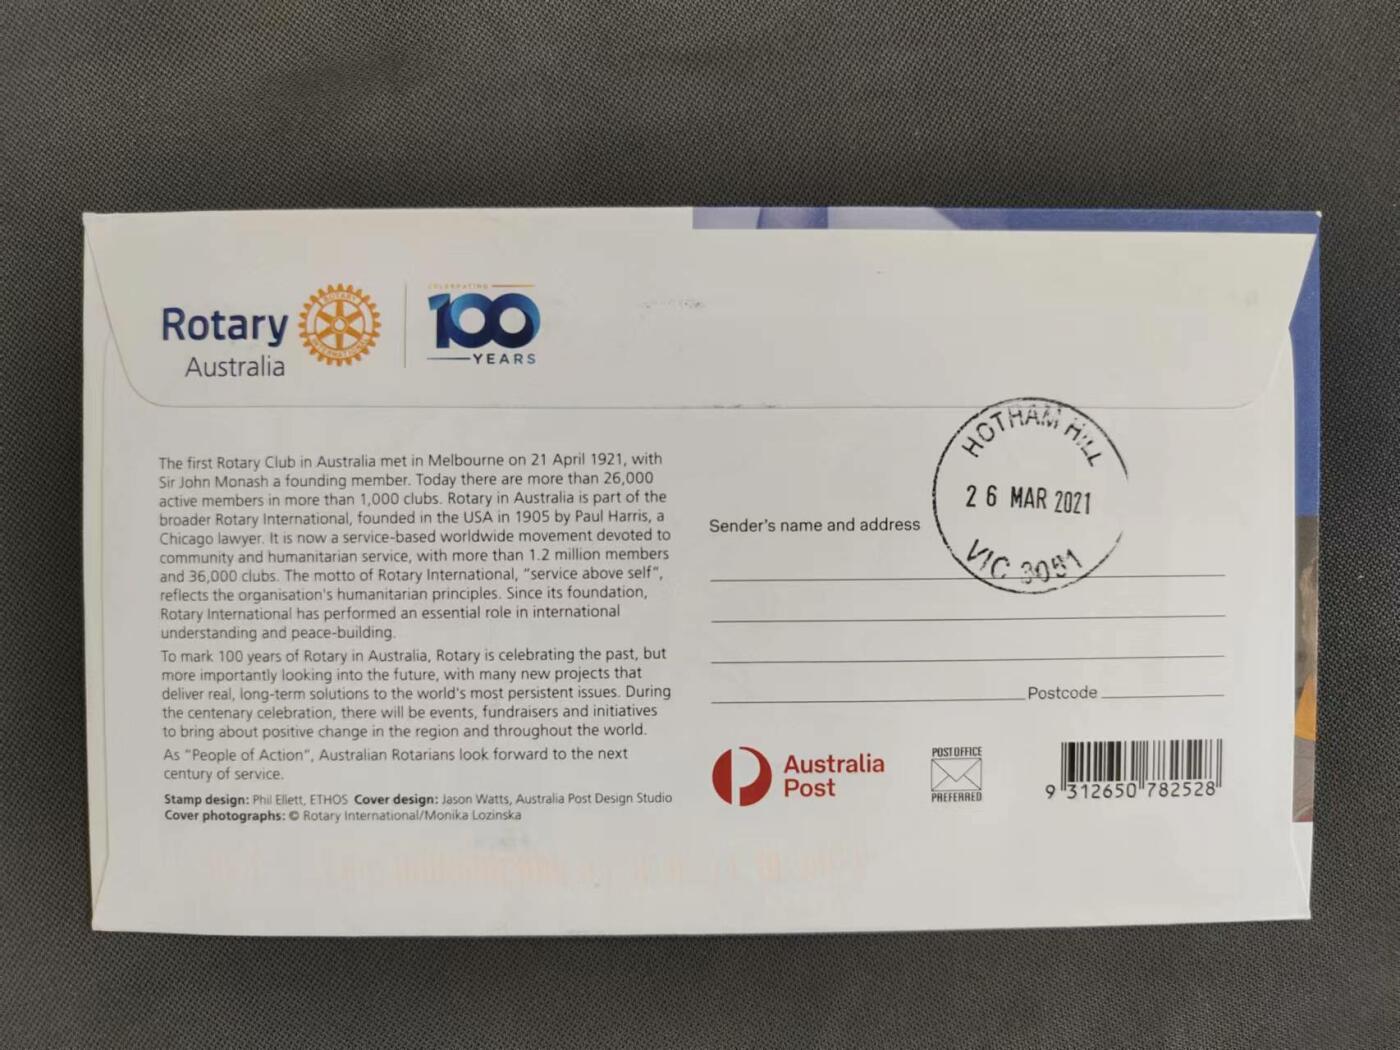 Rotary
Australia
ROTARY
INTERNATIONAL
CELEBRATING
100
YEARS
The first Rotary Club in Australia met in Melbourne on 21 April 1921, with
Sir John Monash a founding member. Today there are more than 26,000
active members in more than 1,000 clubs. Rotary in Australia is part of the
broader Rotary International, founded in the USA in 1905 by Paul Harris, a
Chicago lawyer. It is now a service-based worldwide movement devoted to
community and humanitarian service, with more than 1.2 million members
and 36,000 clubs. The motto of Rotary International, "service above self",
reflects the organisation's humanitarian principles. Since its foundation,
Rotary International has performed an essential role in international
understanding and peace-building.
To mark 100 years of Rotary in Australia, Rotary is celebrating the past, but
more importantly looking into the future, with many new projects that
deliver real, long-term solutions to the world's most persistent issues. During
the centenary celebration, there will be events, fundraisers and initiatives
to bring about positive change in the region and throughout the world.
As "People of Action", Australian Rotarians look forward to the next
century of service.
Stamp design: Phil Ellett, ETHOS Cover design: Jason Watts, Australia Post Design Studio
Cover photographs: © Rotary International/Monika Lozinska
HOTHAM HILL
26 MAR 2021
VIC 3051
Sender's name and address
Postcode
Australia
Post
POST OFFICE
PREFERRED
9 312650 782528